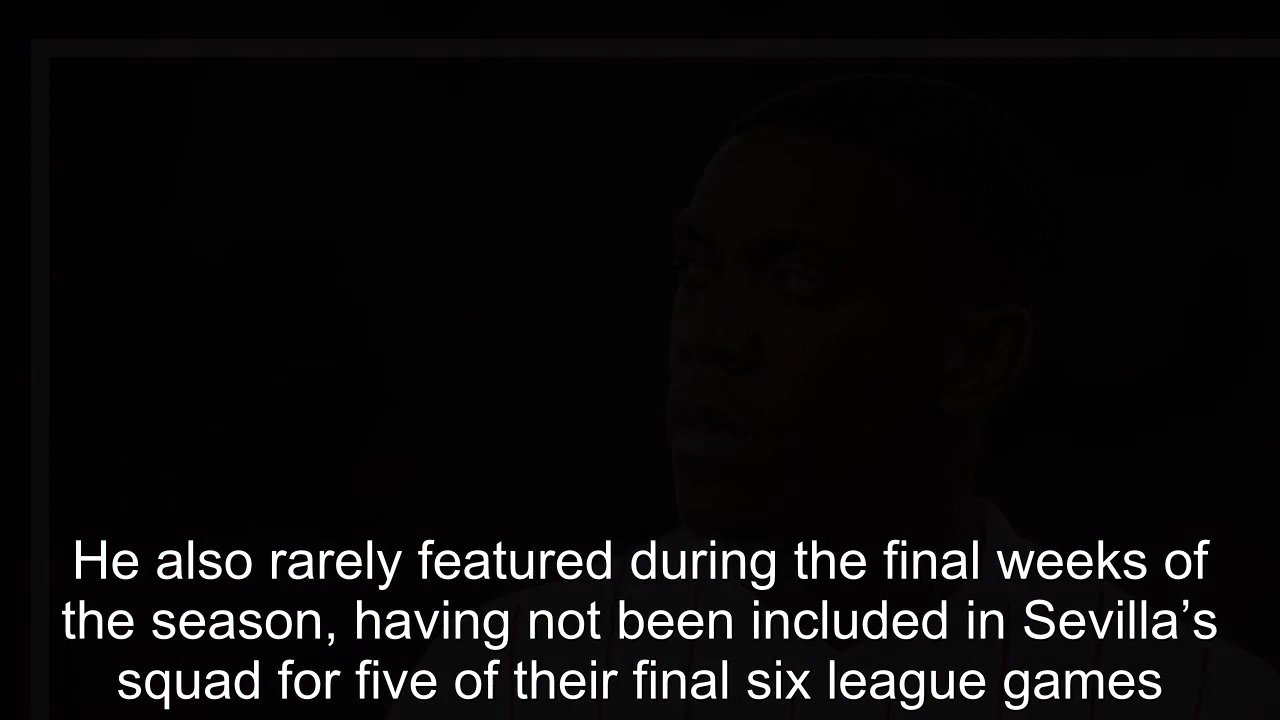 He also rarely featured during the final weeks of
the season, having not been included in Sevilla’s
squad for five of their final six league games